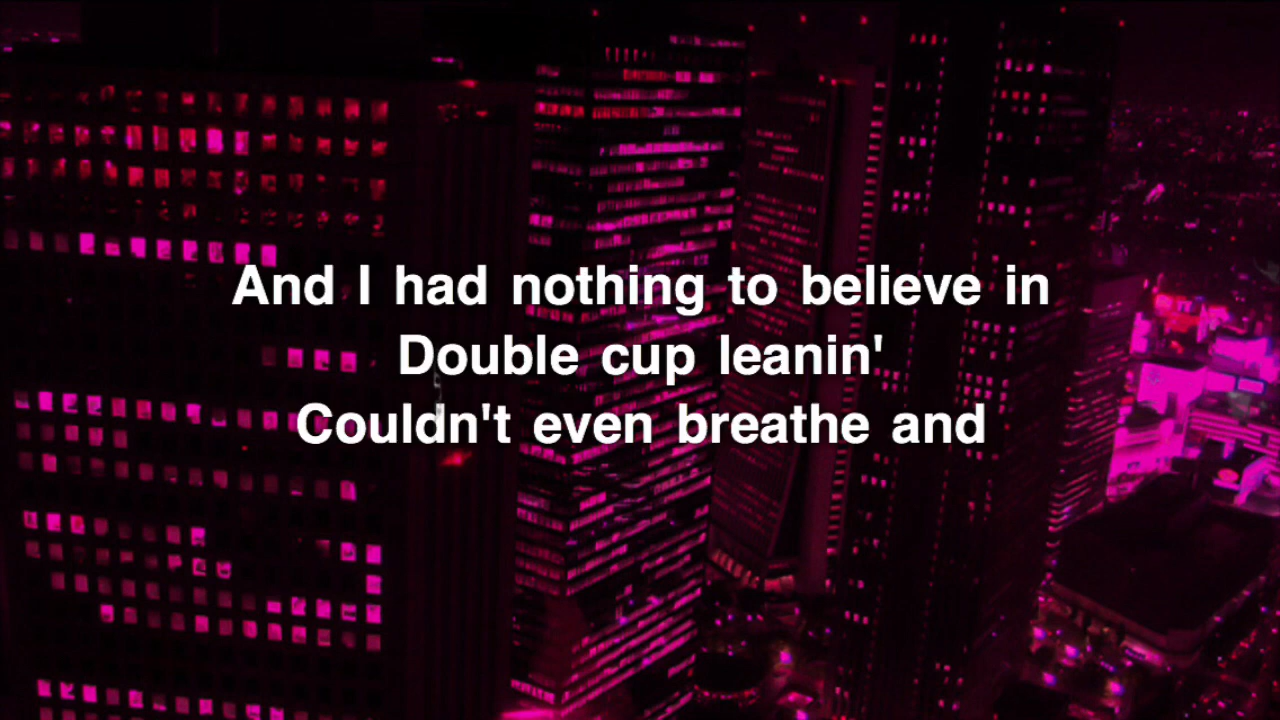 And I had nothing to believe in
Double cup leanin'
Couldn't even breathe and